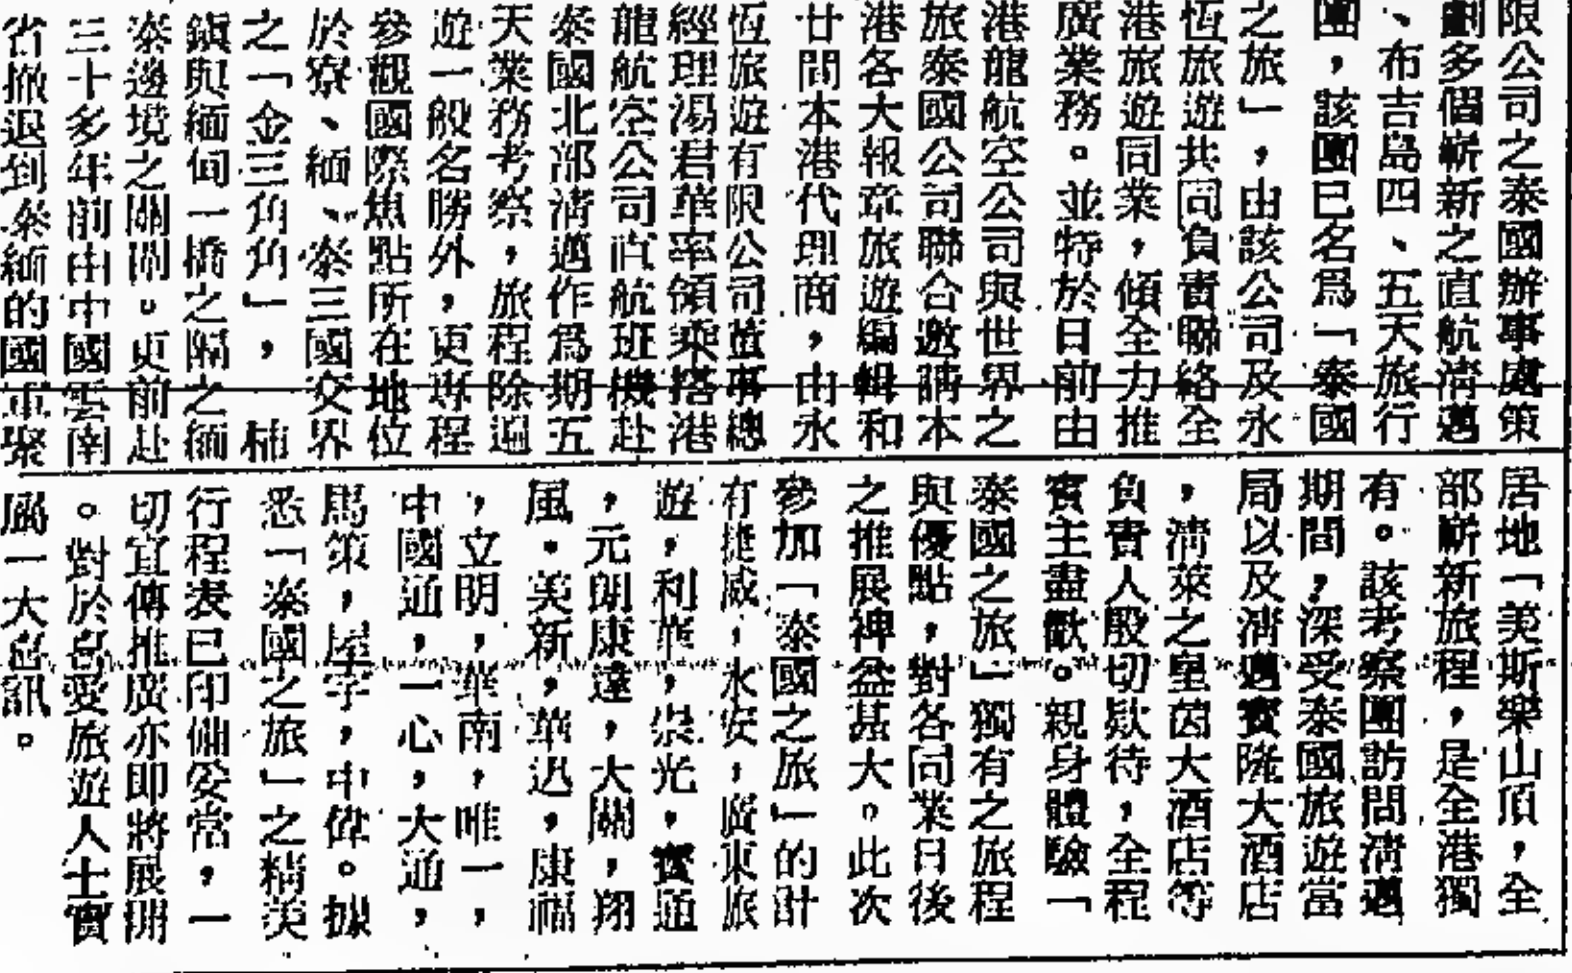 限公司之泰國辦事處策
劃多個嶄新之直航清邁
、布吉島四、五天旅行
團，該團已名爲「泰國
之旅」，由該公司及永
恆旅遊共同負責聯絡全
港旅遊同業，傾全力推
廣業務。並特於日前由
港龍航空公司與世界之
旅泰國公司聯合邀請本
港各大報章旅遊編輯和
廿間本港代理商，由永
恆旅遊有限公司董事總
經理湯君華率領乘搭港
龍航空公司直航班機赴
泰國北部清邁作爲期五
天業務考察，旅程除遍
遊一般名勝外，更專程
參觀國際焦點所在地位
於寮、緬、泰三國交界
之「金三角角」，
鎮與緬甸一橋之隔之緬
泰邊境之關閘。更前赴
三十多年前由中國雲南
省撤退到泰緬的國軍聚
居地「美斯樂山頂，全
部嶄新旅程，是全港獨
有。該考察團訪問清邁
期間，深受泰國旅遊當
局以及清邁寶隆大酒店
，清萊之皇茵大酒店等
負責人殷切欵待，全程
賓主盡歡。親身體驗「
泰國之旅」獨有之旅程
與優點，對各同業日後
之推展裨益甚大。此次
參加「泰國之旅」的計
有捷威，永安，廣東旅
遊，利華，崇光，寶通
，元朗康達，大關，翔
風．美新，華迅，康福
，立明，華南，唯一，
中國通，一心，大通，
馬策，星宇，中偉。據
悉「泰國之旅」之精美
行程表已印備妥當，一
切宣傳推廣亦即將展開
。對於喜愛旅遊人士實
屬一大喜訊。